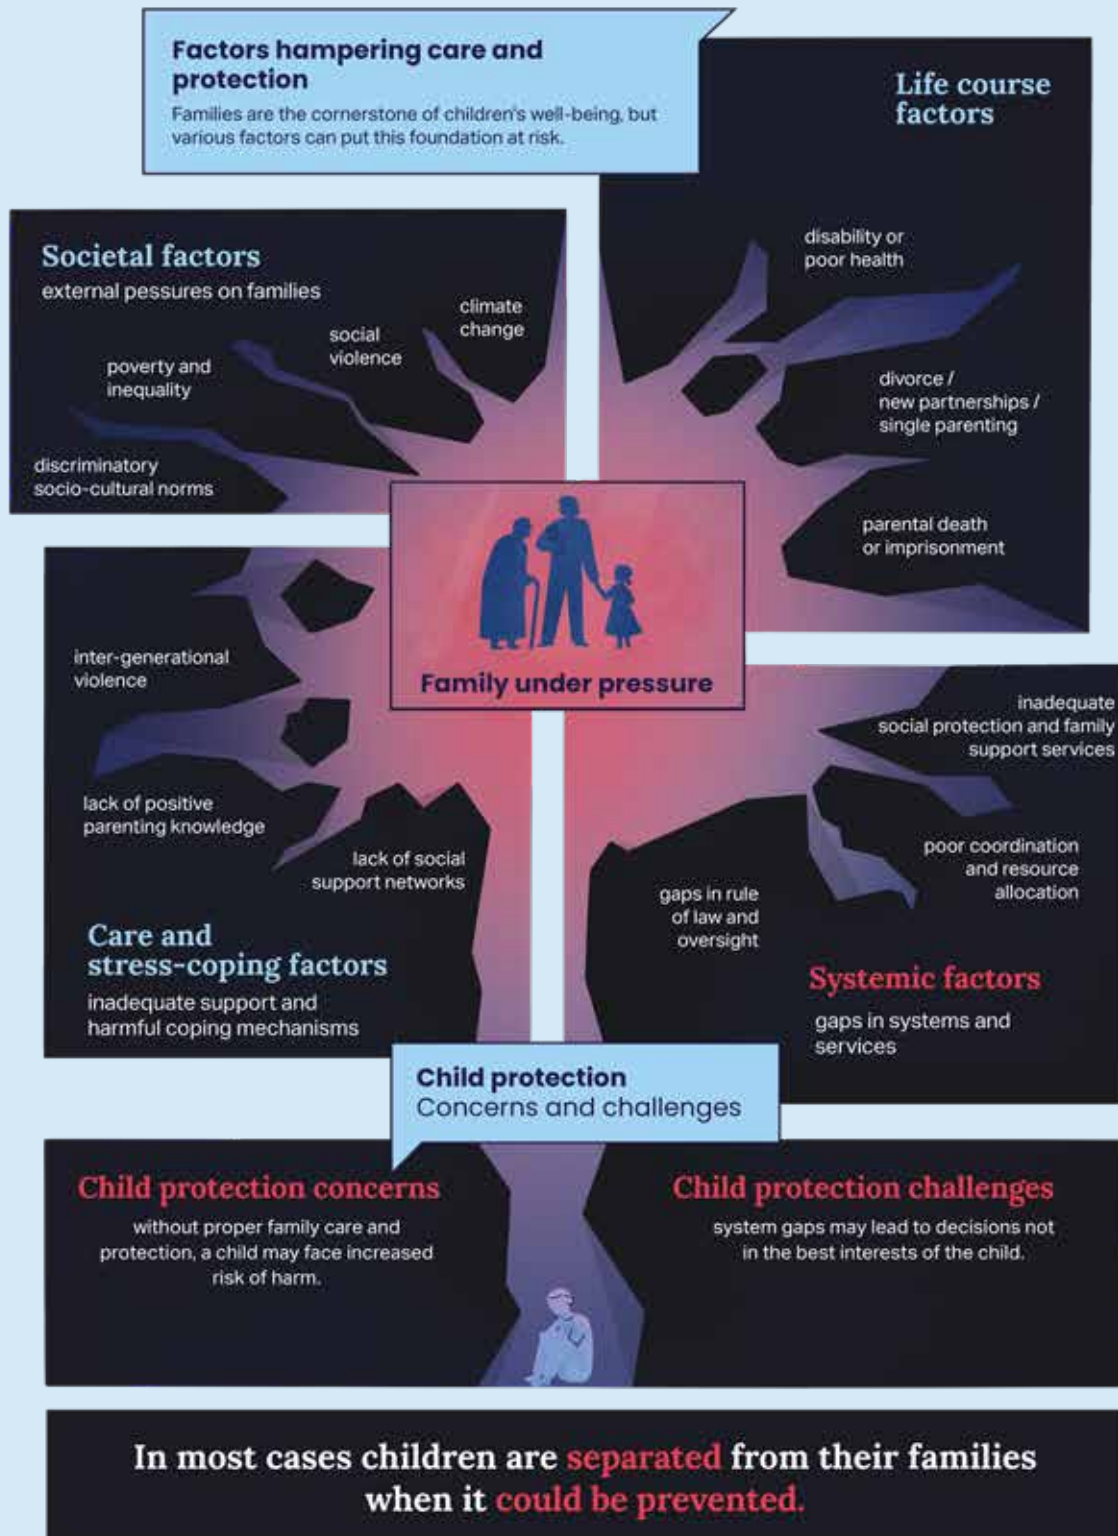 Factors hampering care and
protection
Families are the cornerstone of children's well-being, but
various factors can put this foundation at risk.
Life course
factors
disability or
poor health
divorce /
new partnerships /
single parenting
parental death
or imprisonment
Societal factors
external pessures on families
climate
change
social
violence
poverty and
inequality
discriminatory
socio-cultural norms
Family under pressure
inter-generational
violence
lack of positive
parenting knowledge
lack of social
support networks
Care and
stress-coping factors
inadequate support and
harmful coping mechanisms
inadequate
social protection and family
support services
poor coordination
and resource
allocation
gaps in rule
of law and
oversight
Systemic factors
gaps in systems and
services
Child protection
Concerns and challenges
Child protection concerns
without proper family care and
protection, a child may face increased
risk of harm.
Child protection challenges
system gaps may lead to decisions not
in the best interests of the child.
In most cases children are separated from their families
when it could be prevented.